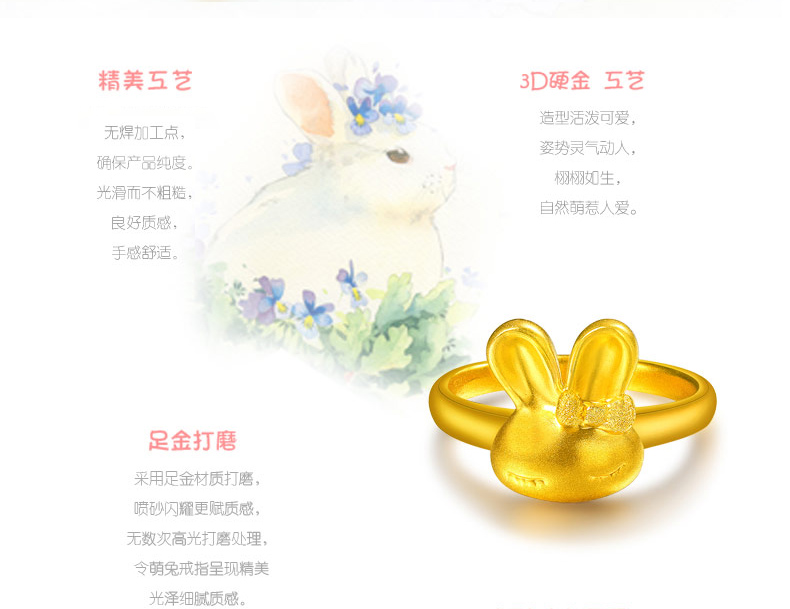 精美工艺
无焊加工点，
确保产品纯度。
光滑而不粗糙，
良好质感，
手感舒适。
3D硬金 工艺
造型活泼可爱，
姿势灵气动人，
栩栩如生，
自然萌惹人爱。
足金打磨
采用足金材质打磨，
喷砂闪耀更赋质感，
无数次高光打磨处理，
令萌兔戒指呈现精美
光泽细腻质感。